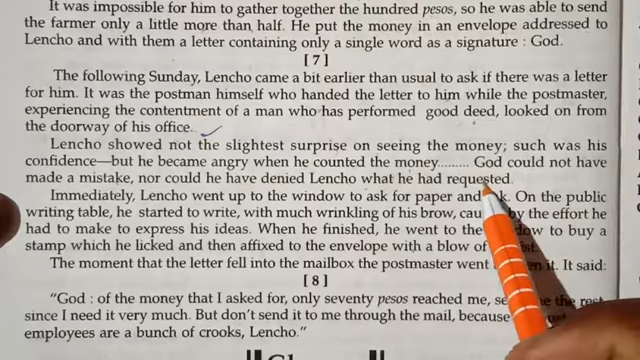 It was impossible for him to gather together the hundred pesos, so he was able to send
the farmer only a little more than half. He put the money in an envelope addressed to
Lencho and with them a letter containing only a single word as a signature : God.
[7]
The following Sunday, Lencho came a bit earlier than usual to ask if there was a letter
for him. It was the postman himself who handed the letter to him while the postmaster,
experiencing the contentment of a man who has performed good deed, looked on from
the doorway of his office.
Lencho showed not the slightest surprise on seeing the money; such was his
confidence—but he became angry when he counted the money......... God could not have
made a mistake, nor could he have denied Lencho what he had requested.
Immediately, Lencho went up to the window to ask for paper and On the public
writing table, he started to write, with much wrinkling of his brow, by the effort he
had to make to express his ideas. When he finished, he went to the to buy a
stamp which he licked and then affixed to the envelope with a blow of
The moment that the letter fell into the mailbox the postmaster went it. It said:
[8]
"God : of the money that I asked for, only seventy pesos reached me, the rest,
since I need it very much. But don't send it to me through the mail, because
employees are a bunch of crooks, Lencho."